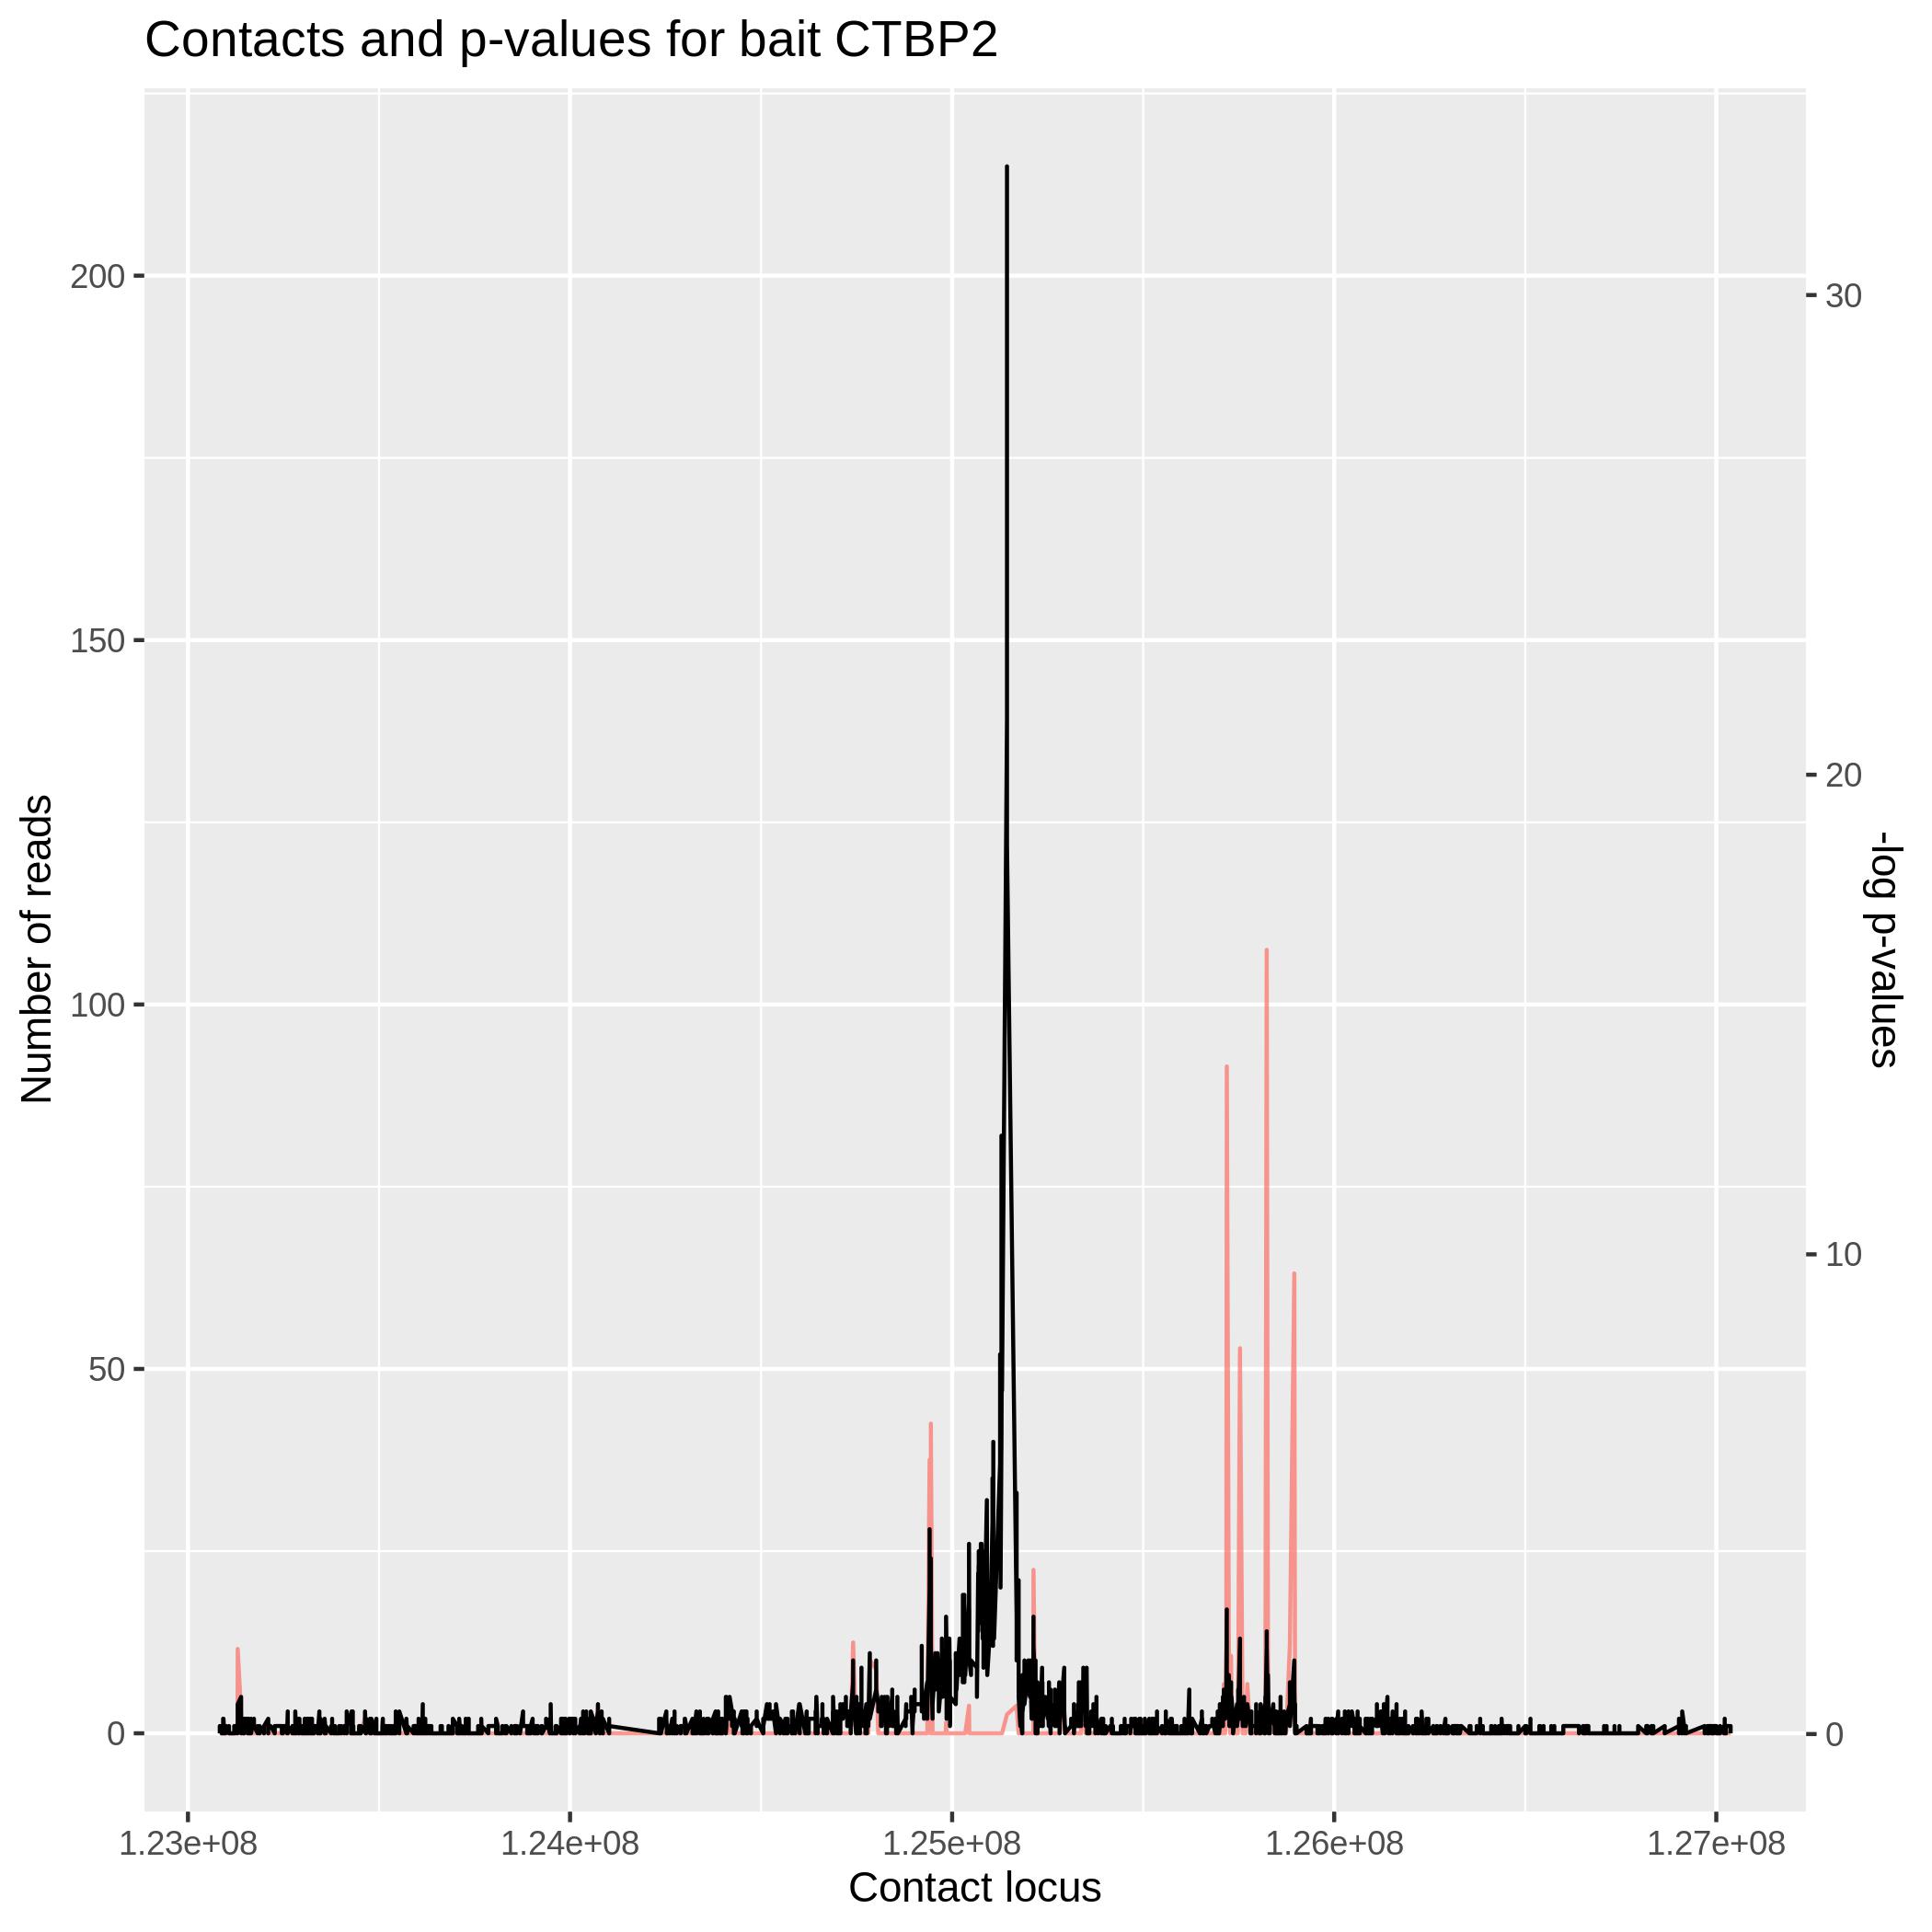 Contacts and p-values for bait CTBP2
200
150
100
50
0
30
20
10
0
Number of reads
-log p-values
1.23e+08
1.24e+08
1.25e+08
1.26e+08
1.27e+08
Contact locus